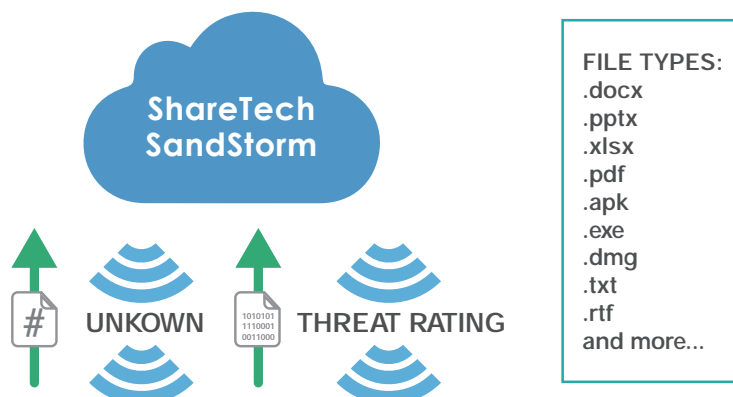 ShareTech
SandStorm
#
UNKOWN
1010101
1110001
0011000
THREAT RATING
FILE TYPES:
.docx
.pptx
.xlsx
.pdf
.apk
.exe
.dmg
.txt
.rtf
and more...